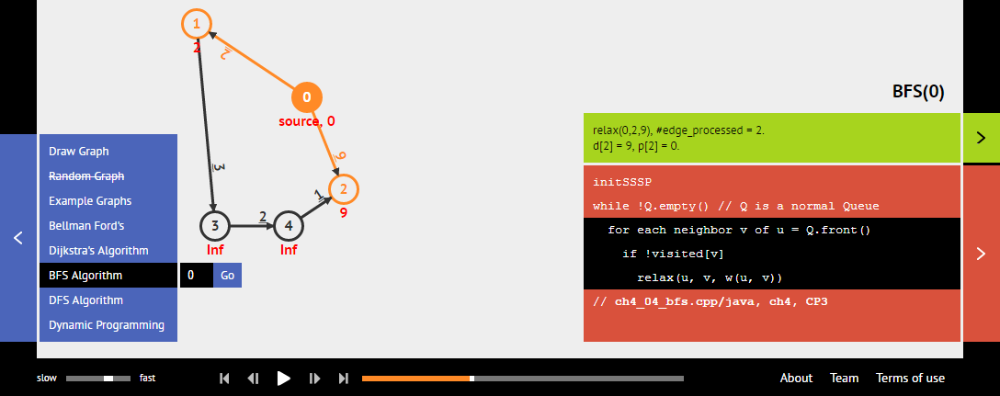 1
2
2
0
source, 0
9
3
2
9
1
3
2
4
Inf
Inf
BFS(0)
relax(0,2,9), #edge_processed = 2.
d[2] = 9, p[2] = 0.
initSSSP
while !Q.empty() // Q is a normal Queue
for each neighbor v of u = Q.front()
if !visited[v]
relax(u, v, w(u, v))
// ch4_04_bfs.cpp/java, ch4, CP3
Draw Graph
Random Graph
Example Graphs
Bellman Ford's
Dijkstra's Algorithm
BFS Algorithm
0 Go
DFS Algorithm
Dynamic Programming
slow fast
About Team Terms of use